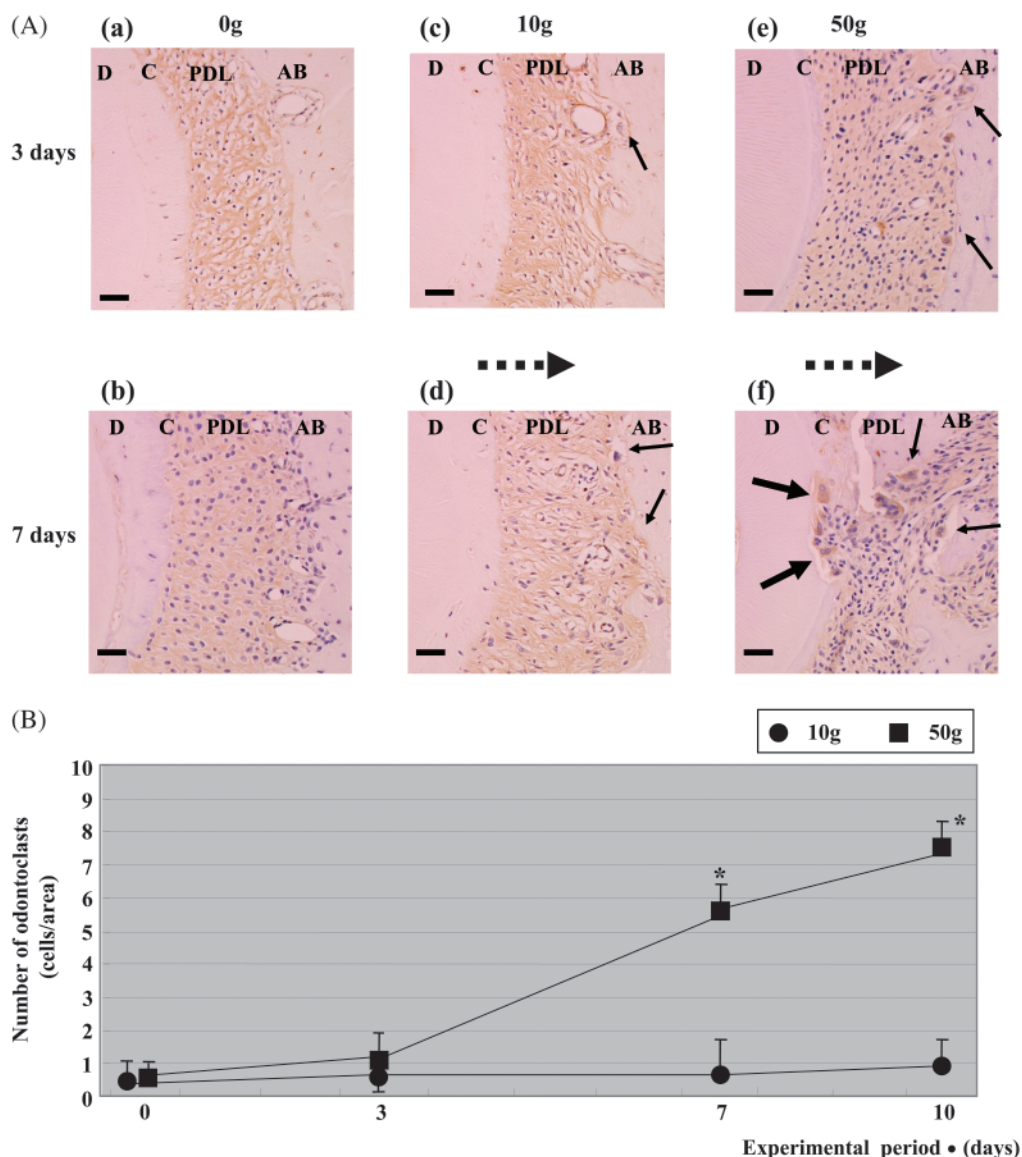 (A) (a) 0g (c) 10g (e) 50g
D C PDL AB D C PDL AB D C PDL AB
3 days
(b) (d) (f)
D C PDL AB D C PDL AB D C PDL AB
7 days
(B)
10g 50g
10
9
8
7
6
5
4
3
2
1
0
Number of odontoclasts
(cells/area)
*
*
0 3 7 10
Experimental period • (days)